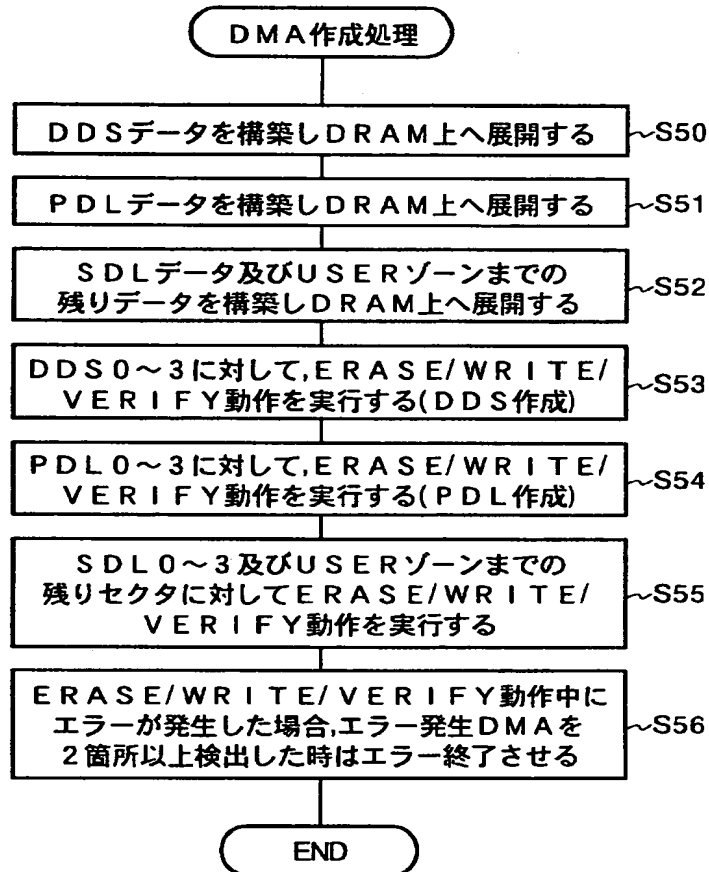 DMA作成処理
DDSデータを構築しDRAM上へ展開する
~S50
PDLデータを構築しDRAM上へ展開する
~S51
SDLデータ及びUSERゾーンまでの
残りデータを構築しDRAM上へ展開する
~S52
DDS0~3に対して,ERASE/WRITE/
VERIFY動作を実行する(DDS作成)
~S53
PDL0~3に対して,ERASE/WRITE/
VERIFY動作を実行する(PDL作成)
~S54
SDL0~3及びUSERゾーンまでの
残りセクタに対してERASE/WRITE/
VERIFY動作を実行する
~S55
ERASE/WRITE/VERIFY動作中に
エラーが発生した場合,エラー発生DMAを
2箇所以上検出した時はエラー終了させる
~S56
END